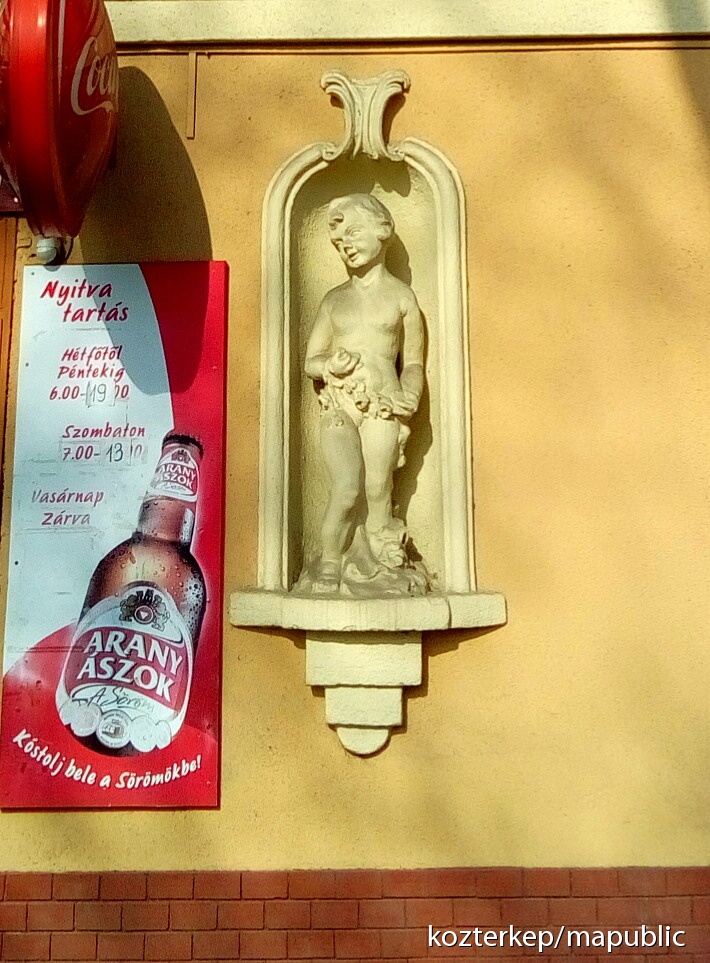 Coca
Nyitva
tartás
Hétfőtől
Péntekig
6.00-19.00
Szombaton
7.00-13.00
Vasárnap
Zárva
ARANY
ÁSZOK
ARANY
ÁSZOK
A Söröm
Kóstolj bele a Sörömökbe!
kozterkep/mapublic